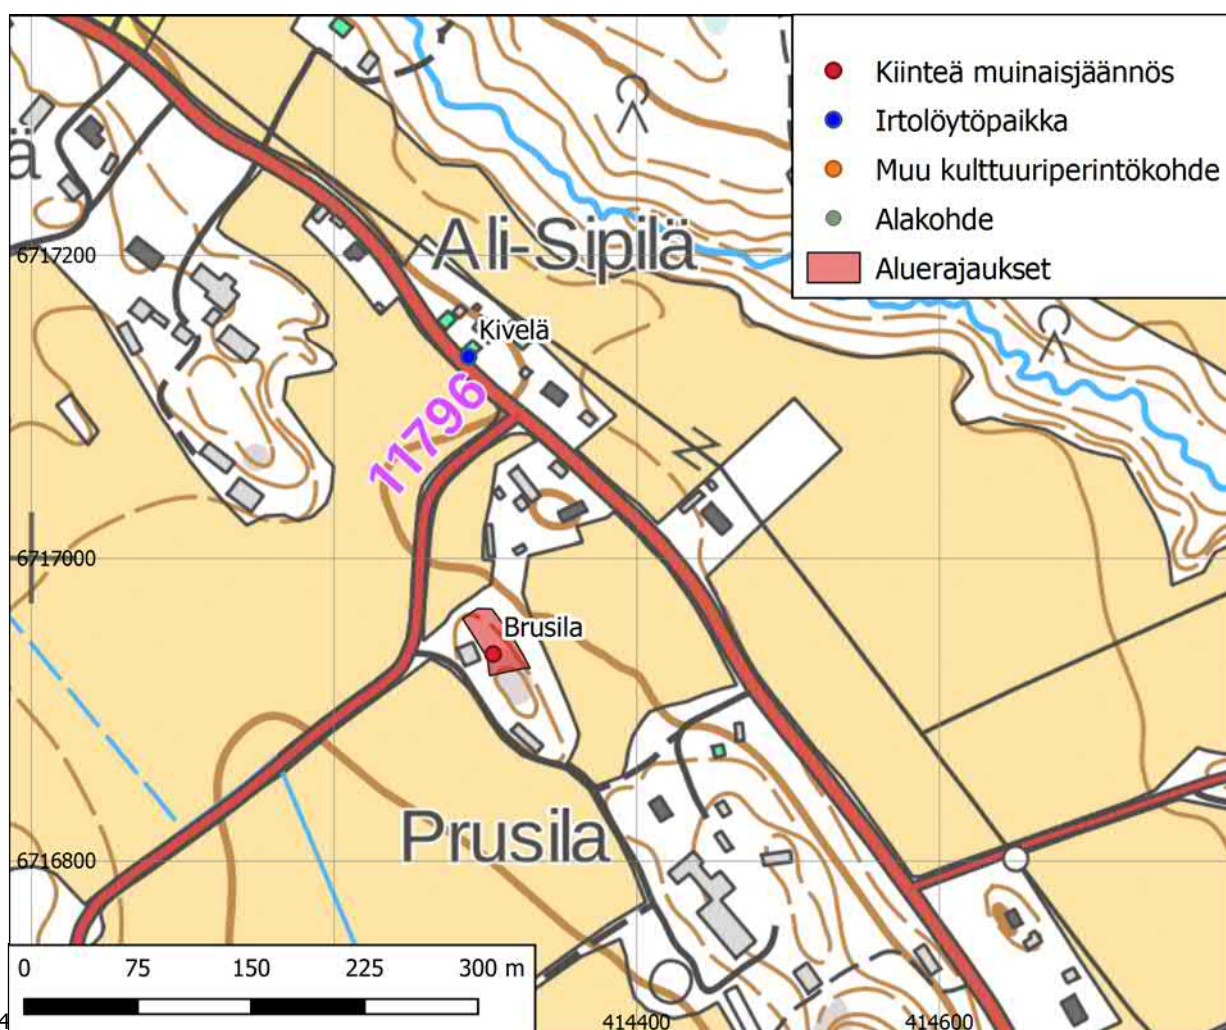 Kiinteä muinaisjäännös
Irtolöytöpaikka
Muu kulttuuriperintökohde
Alakohde
Aluerajaukset
ä
Ali-Sipilä
6717200
Kivelä
11796
6717000
Brusila
Prusila
6716800
0 75 150 225 300 m
4
414400
414600